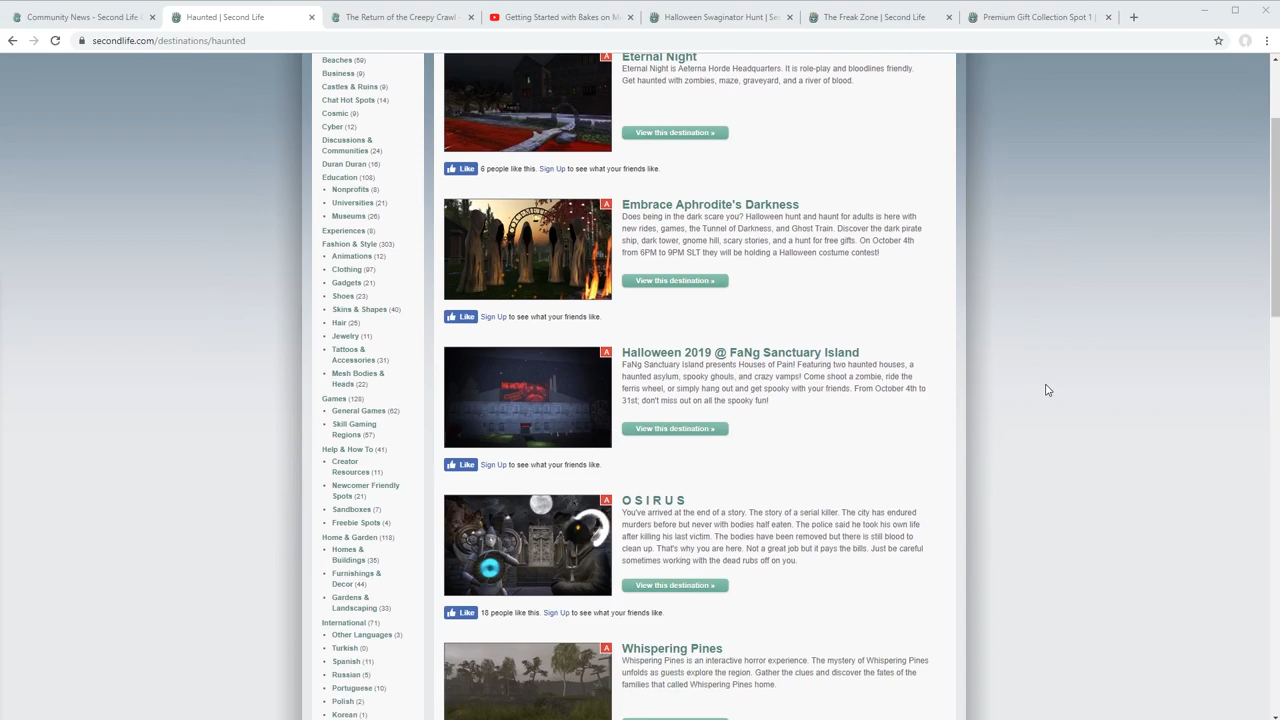 Community News - Second Life
Haunted | Second Life
The Return of the Creepy Crawl -
Getting Started with Bakes on M
Halloween Swaginator Hunt | Se
The Freak Zone | Second Life
Premium Gift Collection Spot 1 |
secondlife.com/destinations/haunted
Beaches (59)
Business (9)
Castles & Ruins (9)
Chat Hot Spots (14)
Cosmic (9)
Cyber (12)
Discussions &
Communities (24)
Duran Duran (16)
Education (108)
• Nonprofits (8)
• Universities (21)
• Museums (26)
Experiences (8)
Fashion & Style (303)
• Animations (12)
• Clothing (97)
• Gadgets (21)
• Shoes (23)
• Skins & Shapes (40)
• Hair (25)
• Jewelry (11)
• Tattoos &
Accessories (31)
• Mesh Bodies &
Heads (22)
Games (128)
• General Games (62)
• Skill Gaming
Regions (57)
Help & How To (41)
• Creator
Resources (11)
• Newcomer Friendly
Spots (21)
• Sandboxes (7)
• Freebie Spots (4)
Home & Garden (118)
• Homes &
Buildings (35)
• Furnishings &
Decor (44)
• Gardens &
Landscaping (33)
International (71)
• Other Languages (3)
• Turkish (0)
• Spanish (11)
• Russian (5)
• Portuguese (10)
• Polish (2)
• Korean (1)
A
Eternal Night
Eternal Night is Aeterna Horde Headquarters. It is role-play and bloodlines friendly.
Get haunted with zombies, maze, graveyard, and a river of blood.
View this destination »
Like 6 people like this. Sign Up to see what your friends like.
A
Embrace Aphrodite's Darkness
Does being in the dark scare you? Halloween hunt and haunt for adults is here with
new rides, games, the Tunnel of Darkness, and Ghost Train. Discover the dark pirate
ship, dark tower, gnome hill, scary stories, and a hunt for free gifts. On October 4th
from 6PM to 9PM SLT they will be holding a Halloween costume contest!
View this destination »
Like Sign Up to see what your friends like.
A
Halloween 2019 @ FaNg Sanctuary Island
FaNg Sanctuary Island presents Houses of Pain! Featuring two haunted houses, a
haunted asylum, spooky ghouls, and crazy vamps! Come shoot a zombie, ride the
ferris wheel, or simply hang out and get spooky with your friends. From October 4th to
31st; don't miss out on all the spooky fun!
View this destination »
Like Sign Up to see what your friends like.
A
O S I R U S
You've arrived at the end of a story. The story of a serial killer. The city has endured
murders before but never with bodies half eaten. The police said he took his own life
after killing his last victim. The bodies have been removed but there is still blood to
clean up. That's why you are here. Not a great job but it pays the bills. Just be careful
sometimes working with the dead rubs off on you.
View this destination »
Like 18 people like this. Sign Up to see what your friends like.
A
Whispering Pines
Whispering Pines is an interactive horror experience. The mystery of Whispering Pines
unfolds as guests explore the region. Gather the clues and discover the fates of the
families that called Whispering Pines home.